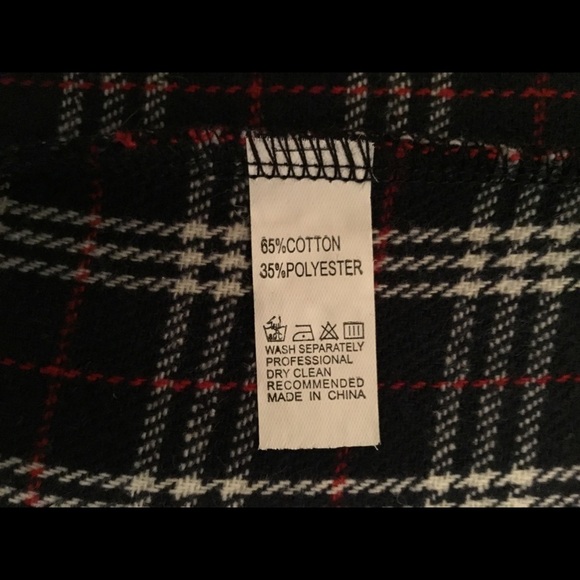 65%COTTON
35%POLYESTER
WASH SEPARATELY
PROFESSIONAL
DRY CLEAN
RECOMMENDED
MADE IN CHINA